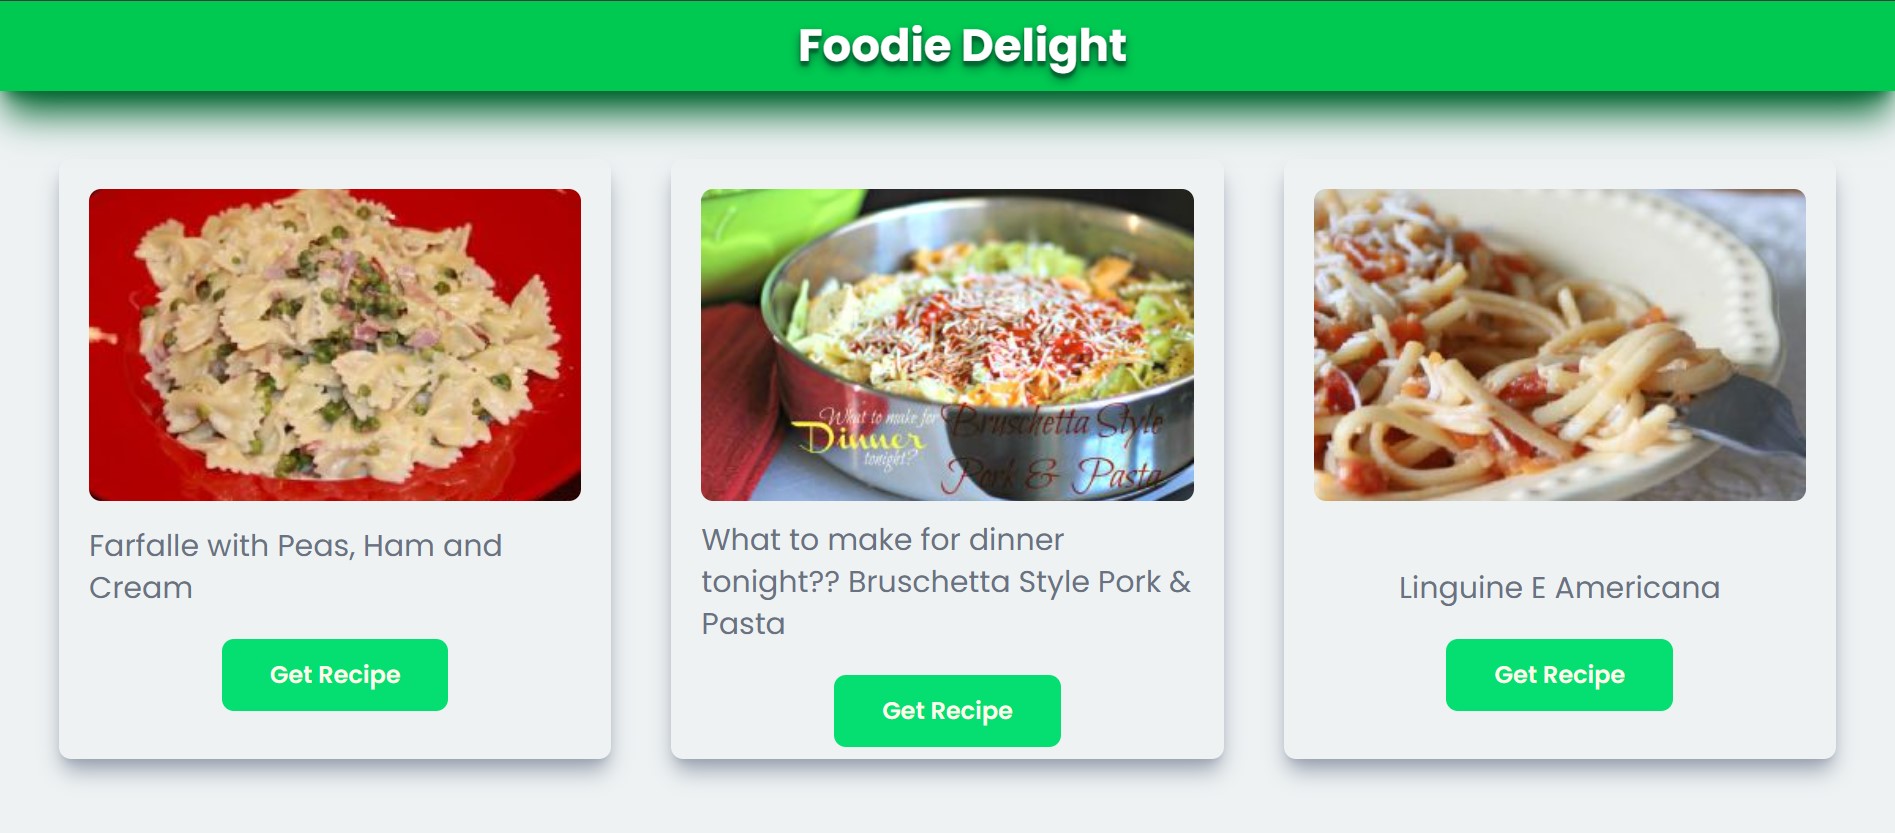 Foodie Delight
What to make for
Dinner
tonight?
Bruschetta Style
Pork & Pasta
Farfalle with Peas, Ham and
Cream
Get Recipe
What to make for dinner
tonight?? Bruschetta Style Pork &
Pasta
Get Recipe
Linguine E Americana
Get Recipe